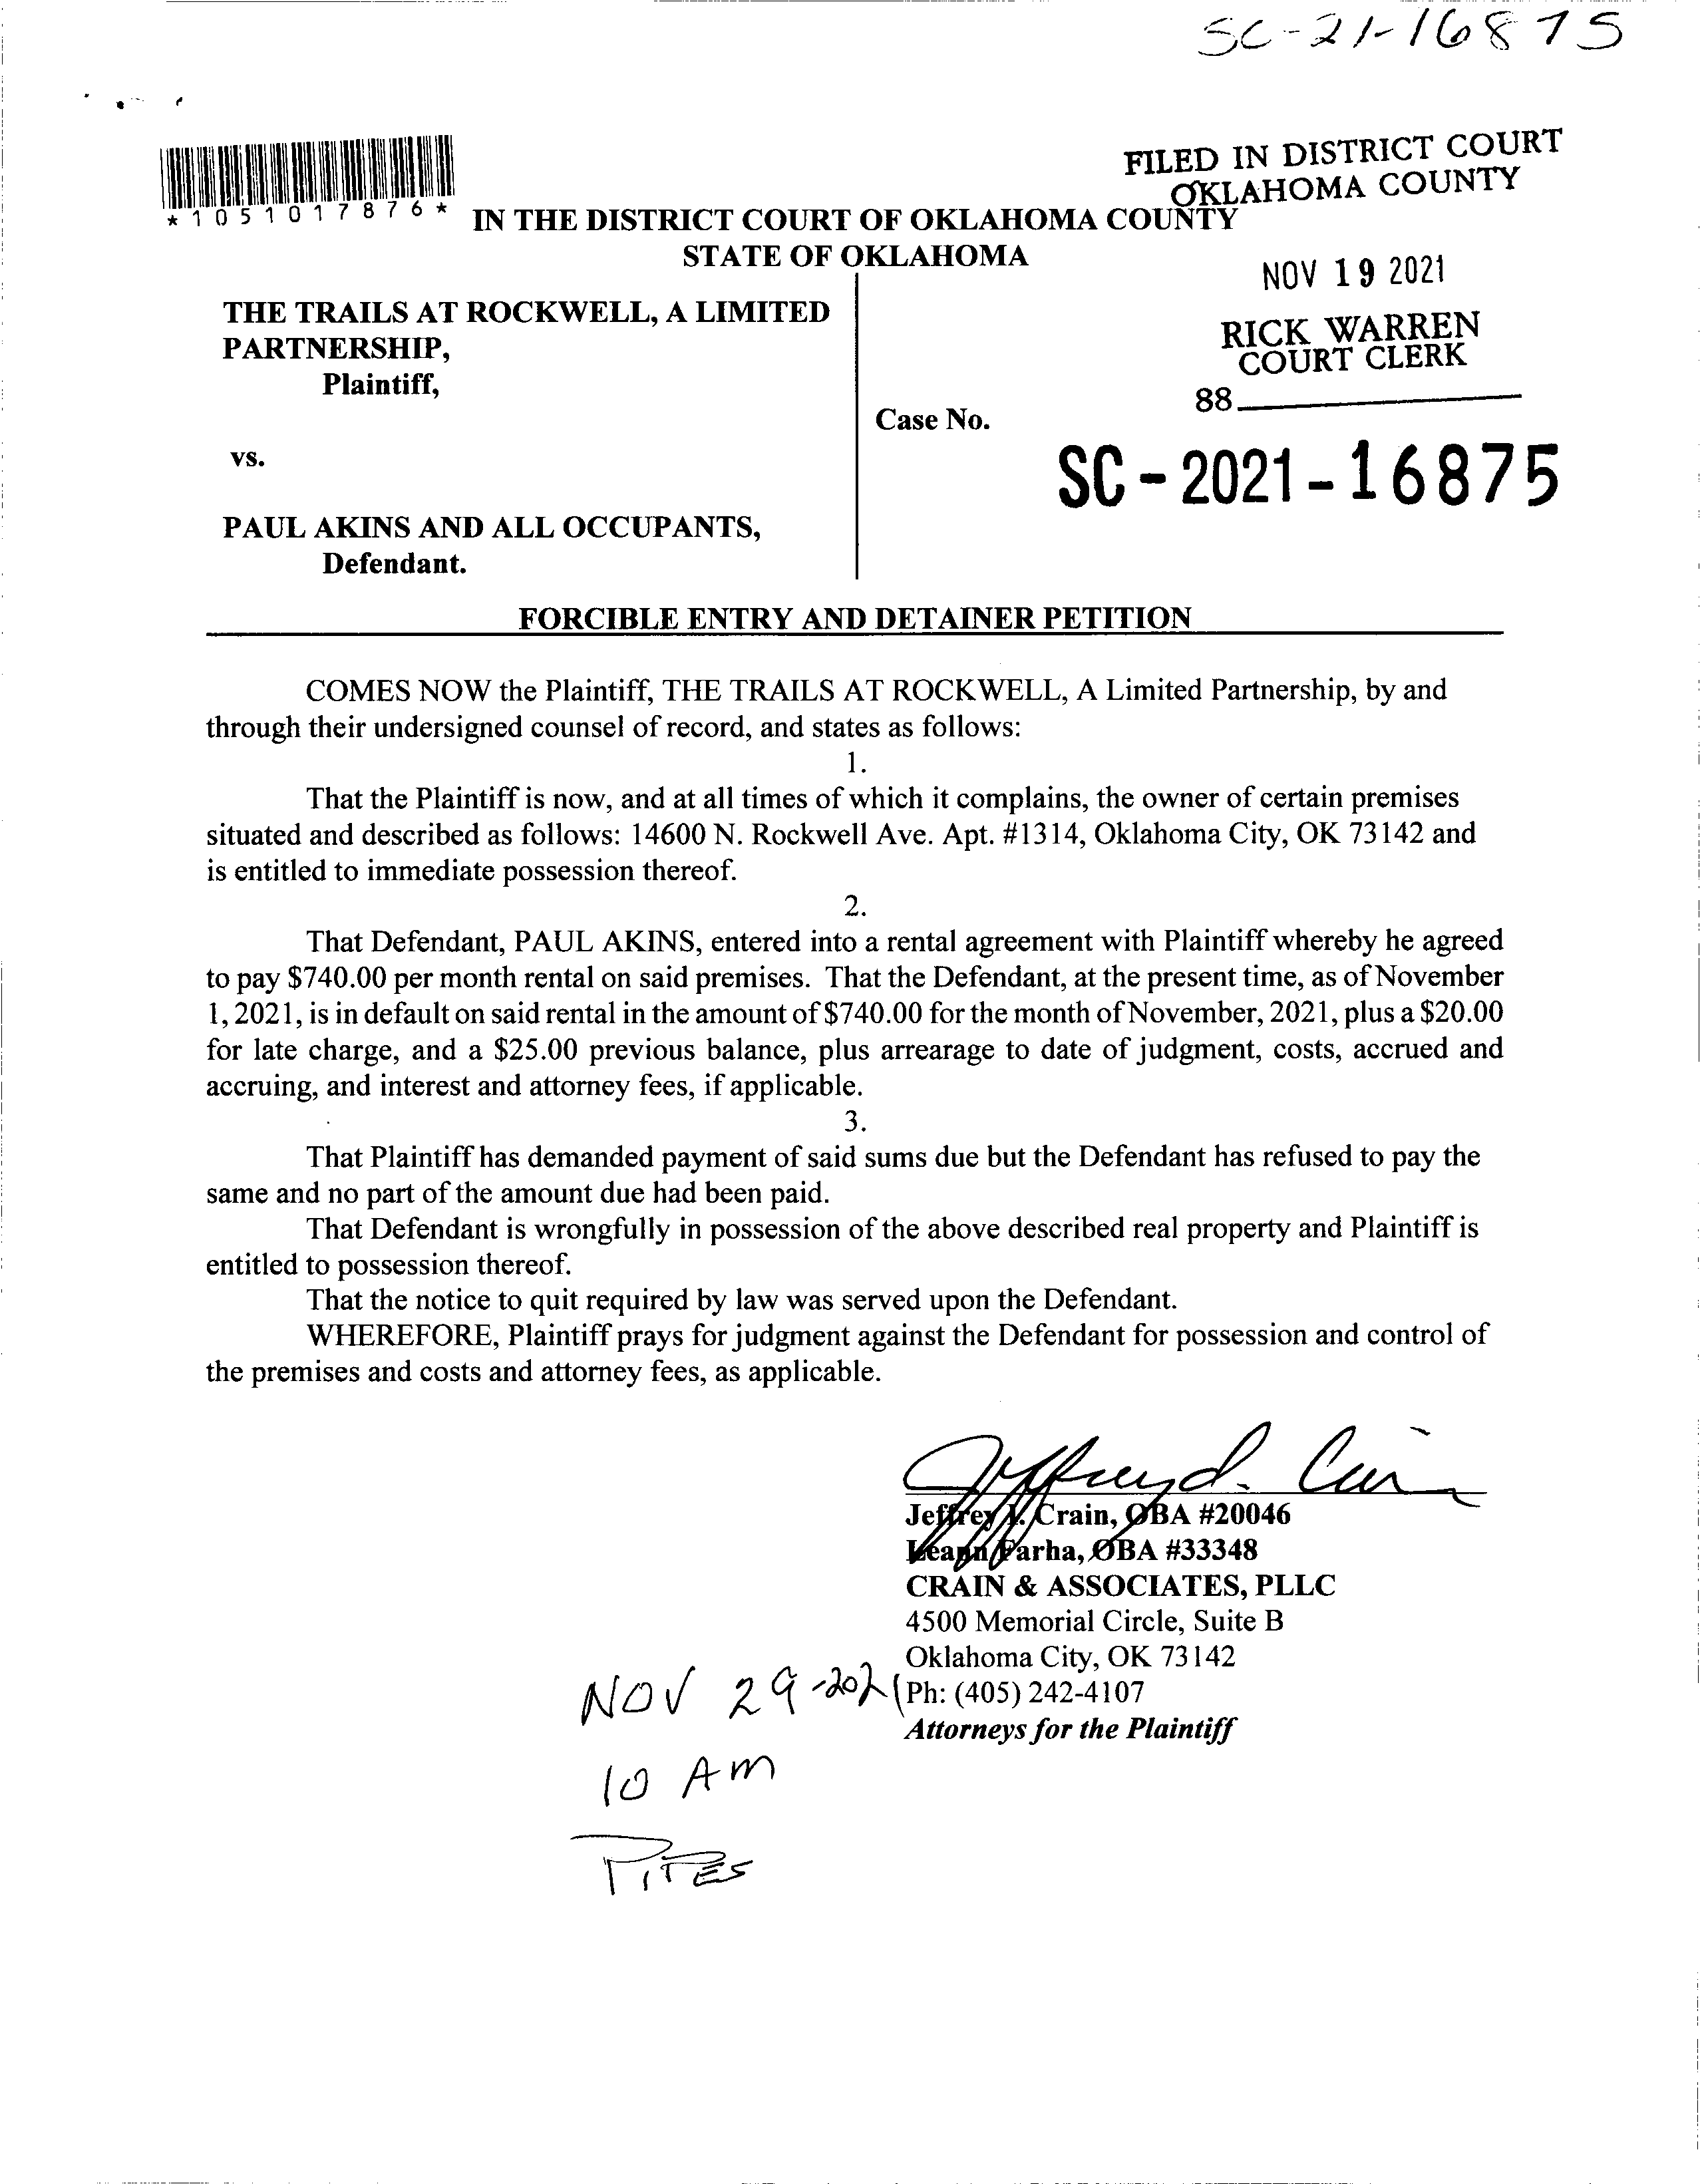 SC-21-16875
FILED IN DISTRICT COURT
OKLAHOMA COUNTY
*1051017876*
IN THE DISTRICT COURT OF OKLAHOMA COUNTY
STATE OF OKLAHOMA
NOV 19 2021
THE TRAILS AT ROCKWELL, A LIMITED
PARTNERSHIP,
Plaintiff,
RICK WARREN
COURT CLERK
88
Case No.
vs.
SC-2021-16875
PAUL AKINS AND ALL OCCUPANTS,
Defendant.
FORCIBLE ENTRY AND DETAINER PETITION
COMES NOW the Plaintiff, THE TRAILS AT ROCKWELL, A Limited Partnership, by and
through their undersigned counsel of record, and states as follows:
1.
That the Plaintiff is now, and at all times of which it complains, the owner of certain premises
situated and described as follows: 14600 N. Rockwell Ave. Apt. #1314, Oklahoma City, OK 73142 and
is entitled to immediate possession thereof.
2.
That Defendant, PAUL AKINS, entered into a rental agreement with Plaintiff whereby he agreed
to pay $740.00 per month rental on said premises. That the Defendant, at the present time, as of November
1, 2021, is in default on said rental in the amount of $740.00 for the month of November, 2021, plus a $20.00
for late charge, and a $25.00 previous balance, plus arrearage to date of judgment, costs, accrued and
accruing, and interest and attorney fees, if applicable.
3.
That Plaintiff has demanded payment of said sums due but the Defendant has refused to pay the
same and no part of the amount due had been paid.
That Defendant is wrongfully in possession of the above described real property and Plaintiff is
entitled to possession thereof.
That the notice to quit required by law was served upon the Defendant.
WHEREFORE, Plaintiff prays for judgment against the Defendant for possession and control of
the premises and costs and attorney fees, as applicable.
Jeffrey Crain, OBA #20046
Leann Farha, OBA #33348
CRAIN & ASSOCIATES, PLLC
4500 Memorial Circle, Suite B
Oklahoma City, OK 73142
Ph: (405) 242-4107
Attorneys for the Plaintiff
NOV 29-2021
10 AM